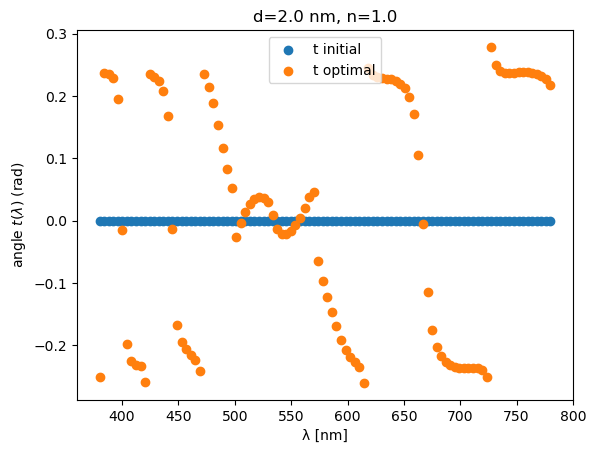 d=2.0 nm, n=1.0
t initial
t optimal
0.3
0.2
0.1
0.0
−0.1
−0.2
angle t(λ) (rad)
400 450 500 550 600 650 700 750 800
λ [nm]